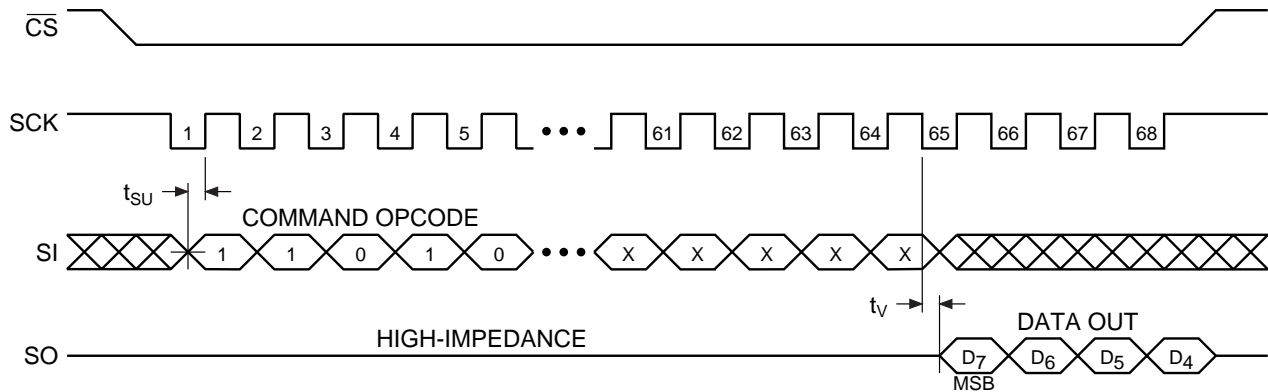 CS
SCK
1 2 3 4 5 ••• 61 62 63 64 65 66 67 68
tSU
COMMAND OPCODE
SI
1 1 0 1 0 ••• X X X X X
tV
HIGH-IMPEDANCE
DATA OUT
SO
D7 D6 D5 D4
MSB